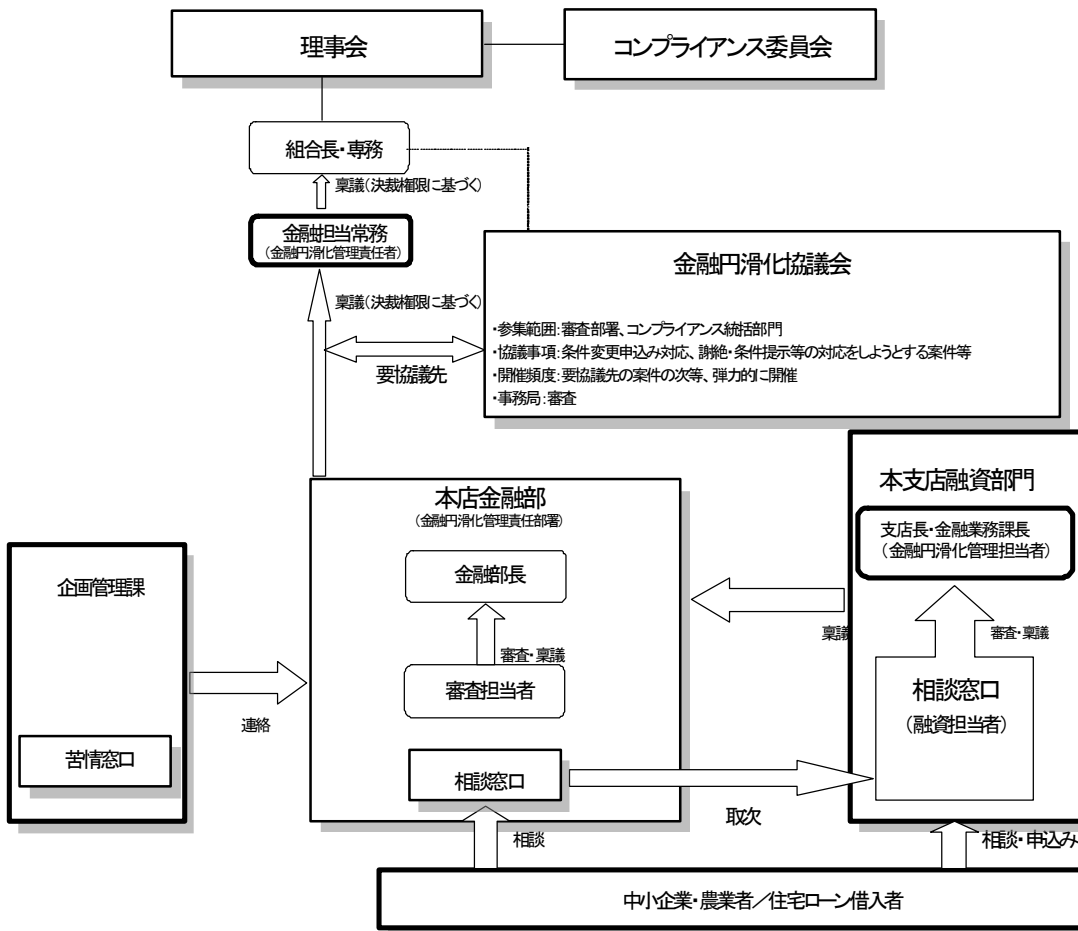 理事会
コンプライアンス委員会
組合長・専務
稟議(決裁権限に基づく)
金融担当常務
(金融円滑化管理責任者)
稟議(決裁権限に基づく)
要協議先
金融円滑化協議会
・参集範囲:審査部署、コンプライアンス統括部門
・協議事項:条件変更申込み対応、謝絶・条件提示等の対応をしようとする案件等
・開催頻度:要協議先の案件の次等、弾力的に開催
・事務局:審査
本店金融部
(金融円滑化管理責任部署)
金融部長
審査・稟議
審査担当者
相談窓口
本支店融資部門
支店長・金融業務課長
(金融円滑化管理担当者)
稟議
審査・稟議
相談窓口
(融資担当者)
企画管理課
苦情窓口
連絡
取次
相談
相談・申込み
中小企業・農業者/住宅ローン借入者